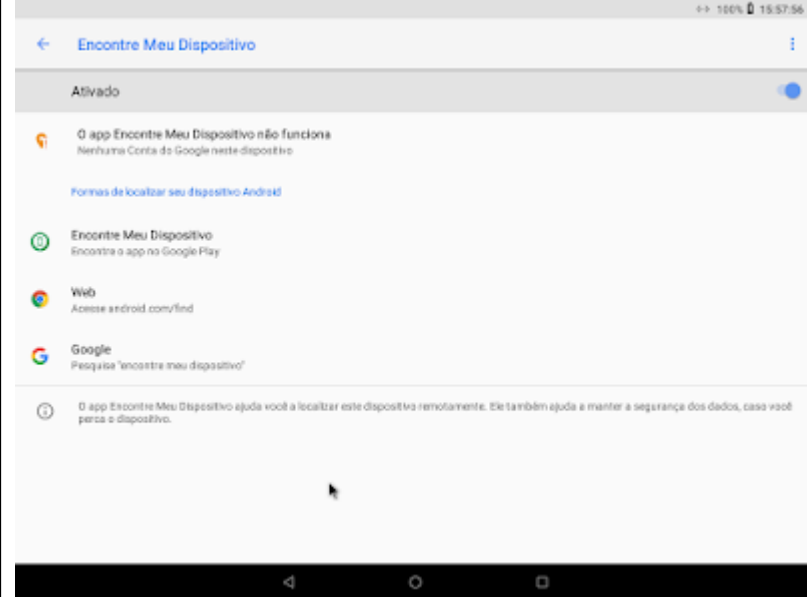 100% 15:57:56
Encontre Meu Dispositivo
Ativado
O app Encontre Meu Dispositivo não funciona
Nenhuma Conta do Google neste dispositivo
Formas de localizar seu dispositivo Android
Encontre Meu Dispositivo
Encontre o app no Google Play
Web
Acesse android.com/find
Google
Pesquise "encontre meu dispositivo"
O app Encontre Meu Dispositivo ajuda você a localizar este dispositivo remotamente. Ele também ajuda a manter a segurança dos dados, caso você
perca o dispositivo.